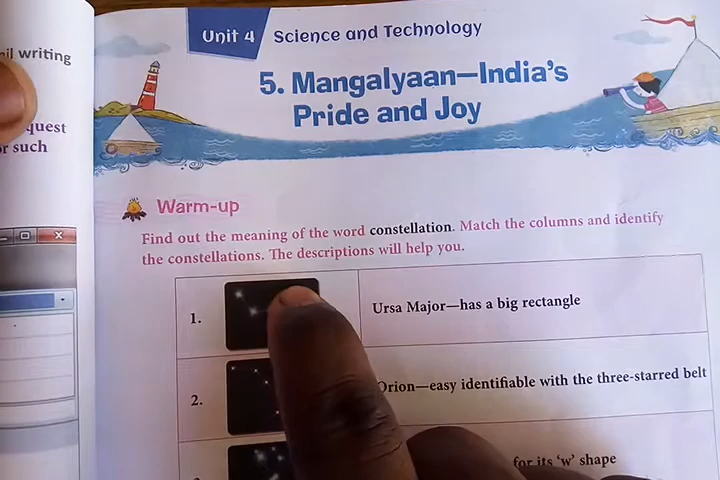 il writing
quest
r such
Unit 4 Science and Technology
5. Mangalyaan—India's
Pride and Joy
Warm-up
Find out the meaning of the word constellation. Match the columns and identify
the constellations. The descriptions will help you.
1. Ursa Major—has a big rectangle
2. Orion—easy identifiable with the three-starred belt
for its 'w' shape